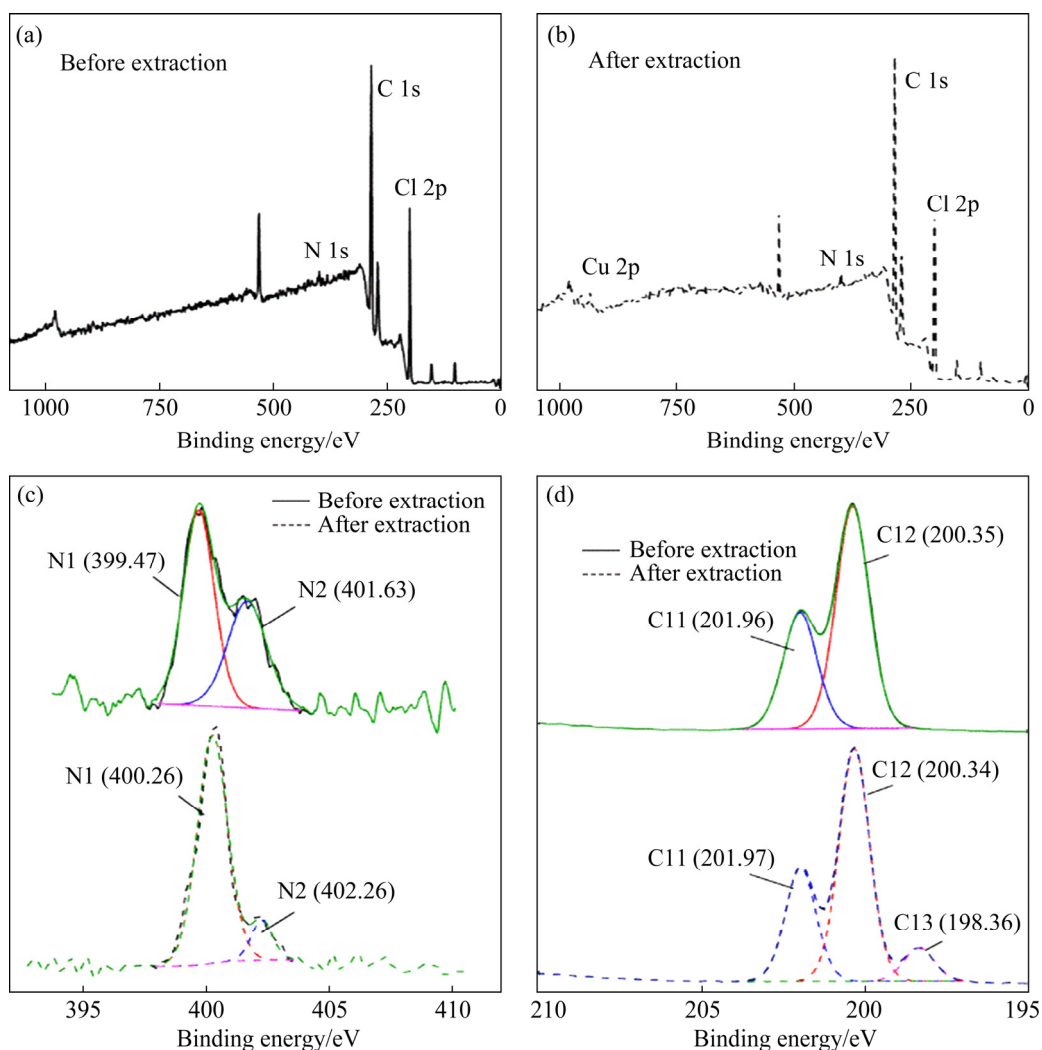 (a)
Before extraction
C 1s
Cl 2p
N 1s
1000 750 500 250 0
Binding energy/eV
(b)
After extraction
C 1s
Cl 2p
N 1s
Cu 2p
1000 750 500 250 0
Binding energy/eV
(c)
Before extraction
After extraction
N1 (399.47)
N2 (401.63)
N1 (400.26)
N2 (402.26)
395 400 405 410
Binding energy/eV
(d)
Before extraction
After extraction
C12 (200.35)
C11 (201.96)
C12 (200.34)
C11 (201.97)
C13 (198.36)
210 205 200 195
Binding energy/eV